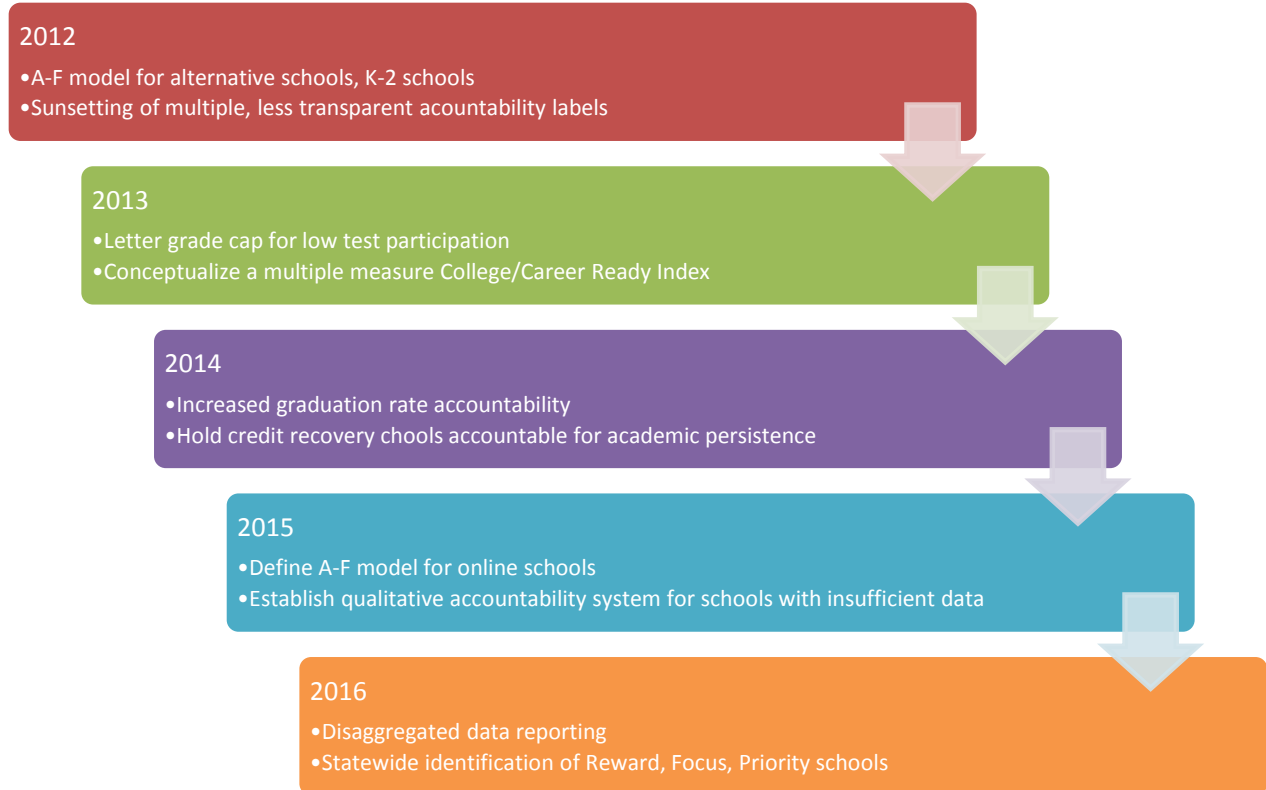 2012
•A-F model for alternative schools, K-2 schools
•Sunsetting of multiple, less transparent acountability labels
2013
•Letter grade cap for low test participation
•Conceptualize a multiple measure College/Career Ready Index
2014
•Increased graduation rate accountability
•Hold credit recovery chools accountable for academic persistence
2015
•Define A-F model for online schools
•Establish qualitative accountability system for schools with insufficient data
2016
•Disaggregated data reporting
•Statewide identification of Reward, Focus, Priority schools